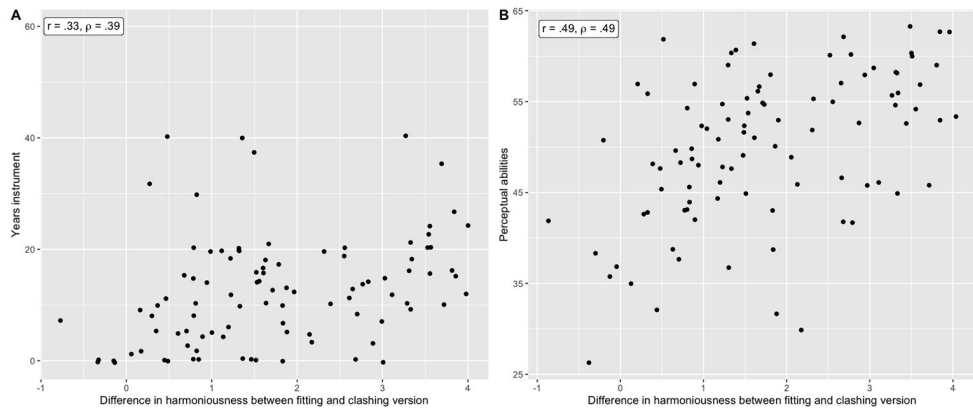 A
r = .33, ρ = .39
Years instrument
60
40
20
0
-1 0 1 2 3 4
Difference in harmoniousness between fitting and clashing version
B
r = .49, ρ = .49
Perceptual abilities
65
55
45
35
25
-1 0 1 2 3 4
Difference in harmoniousness between fitting and clashing version